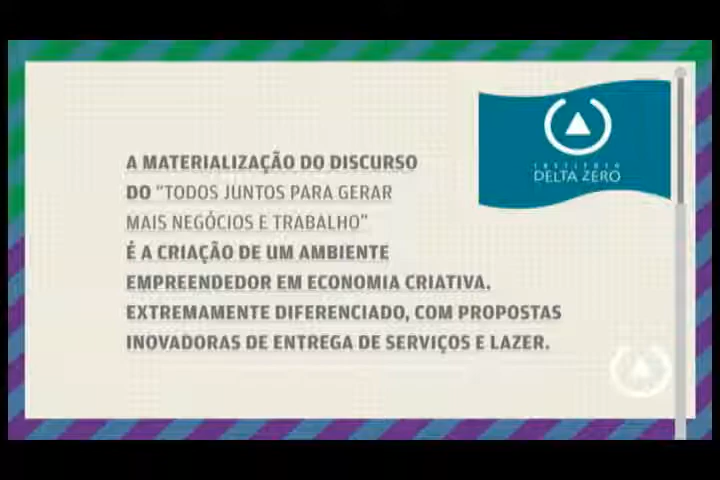 INSTITUTO
DELTA ZERO
A MATERIALIZAÇÃO DO DISCURSO
DO "TODOS JUNTOS PARA GERAR
MAIS NEGÓCIOS E TRABALHO"
É A CRIAÇÃO DE UM AMBIENTE
EMPREENDEDOR EM ECONOMIA CRIATIVA.
EXTREMAMENTE DIFERENCIADO, COM PROPOSTAS
INOVADORAS DE ENTREGA DE SERVIÇOS E LAZER.